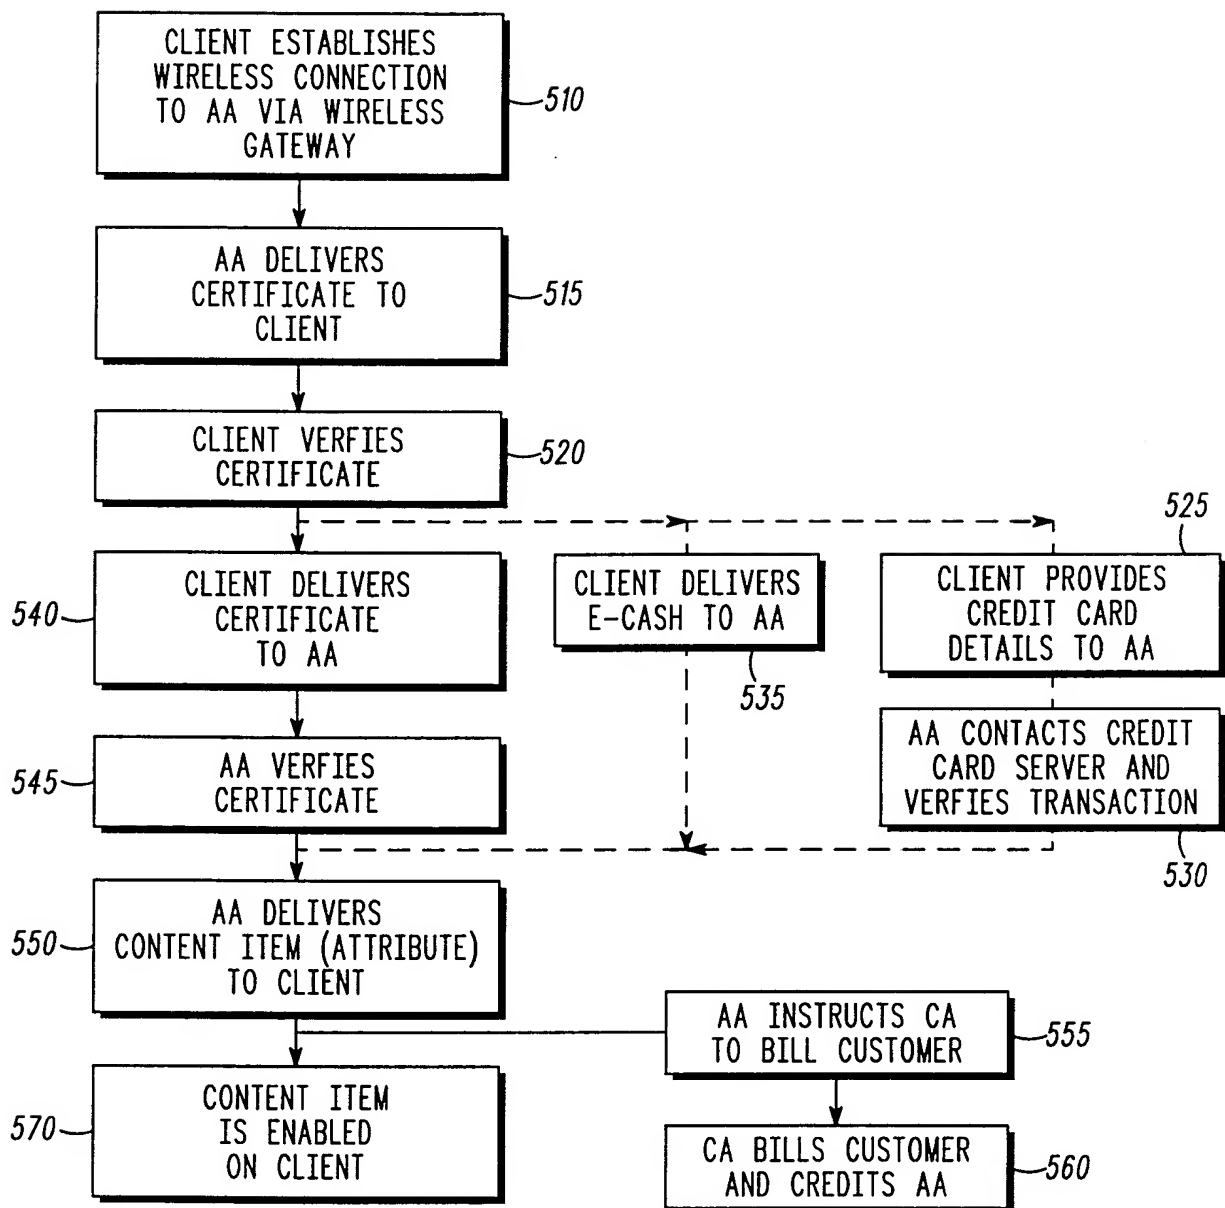 CLIENT ESTABLISHES
WIRELESS CONNECTION
TO AA VIA WIRELESS
GATEWAY
510
AA DELIVERS
CERTIFICATE TO
CLIENT
515
CLIENT VERFIES
CERTIFICATE
520
540
CLIENT DELIVERS
CERTIFICATE
TO AA
CLIENT DELIVERS
E-CASH TO AA
535
525
CLIENT PROVIDES
CREDIT CARD
DETAILS TO AA
545
AA VERFIES
CERTIFICATE
AA CONTACTS CREDIT
CARD SERVER AND
VERFIES TRANSACTION
530
550
AA DELIVERS
CONTENT ITEM (ATTRIBUTE)
TO CLIENT
AA INSTRUCTS CA
TO BILL CUSTOMER
555
570
CONTENT ITEM
IS ENABLED
ON CLIENT
CA BILLS CUSTOMER
AND CREDITS AA
560